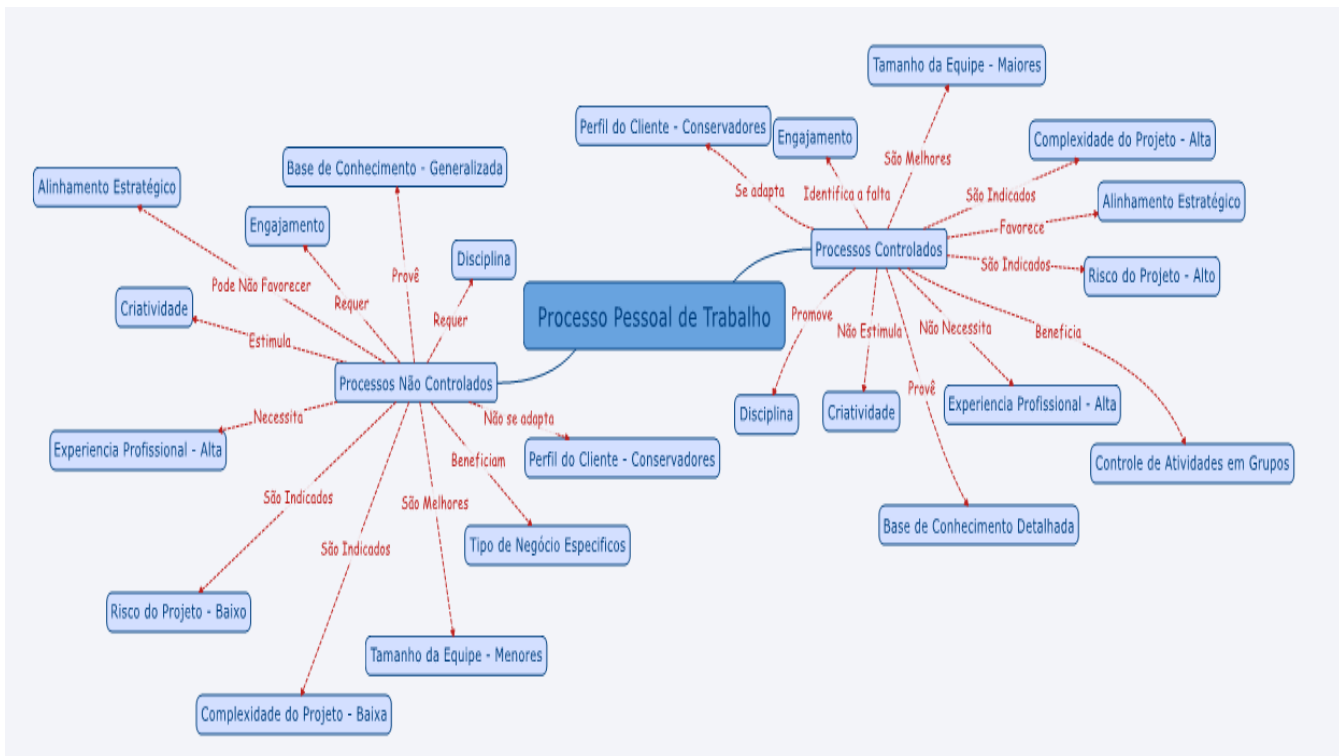 Tamanho da Equipe - Maiores
Perfil do Cliente - Conservadores
Engajamento
Complexidade do Projeto - Alta
São Melhores
Se adapta
Identifica a falta
São Indicados
Alinhamento Estratégico
Favorece
Processos Controlados
São Indicados
Risco do Projeto - Alto
Promove
Não Estimula
Não Necessita
Beneficia
Provê
Disciplina
Criatividade
Experiencia Profissional - Alta
Controle de Atividades em Grupos
Base de Conhecimento Detalhada
Processo Pessoal de Trabalho
Base de Conhecimento - Generalizada
Alinhamento Estratégico
Engajamento
Disciplina
Pode Não Favorecer
Provê
Requer
Requer
Criatividade
Estimula
Processos Não Controlados
Necessita
Não se adapta
Experiencia Profissional - Alta
Perfil do Cliente - Conservadores
Beneficiam
São Indicados
São Melhores
São Indicados
Tipo de Negócio Especificos
Risco do Projeto - Baixo
Tamanho da Equipe - Menores
Complexidade do Projeto - Baixa